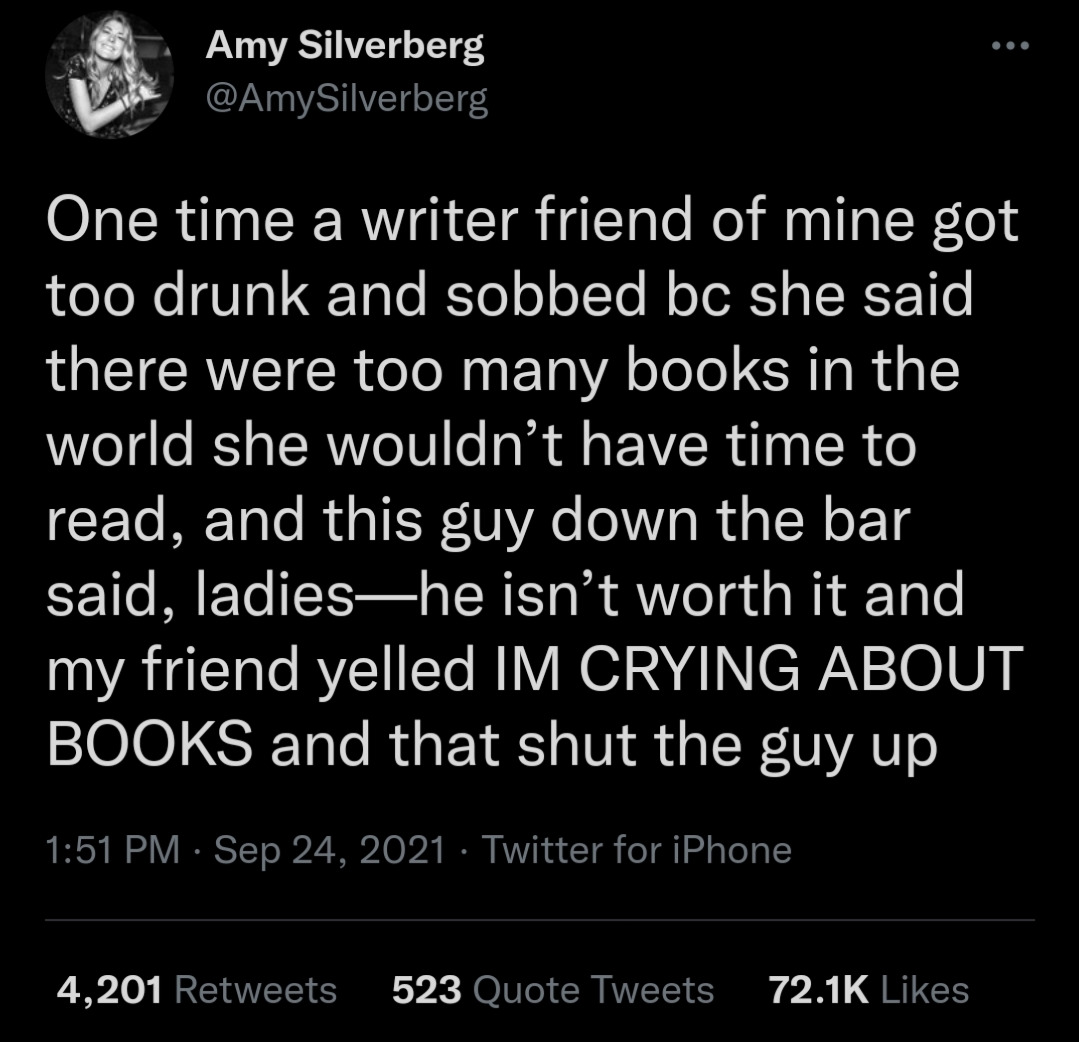 Amy Silverberg
@AmySilverberg
One time a writer friend of mine got
too drunk and sobbed bc she said
there were too many books in the
world she wouldn’t have time to
read, and this guy down the bar
said, ladies—he isn’t worth it and
my friend yelled IM CRYING ABOUT
BOOKS and that shut the guy up
1:51 PM · Sep 24, 2021 · Twitter for iPhone
4,201 Retweets 523 Quote Tweets 72.1K Likes